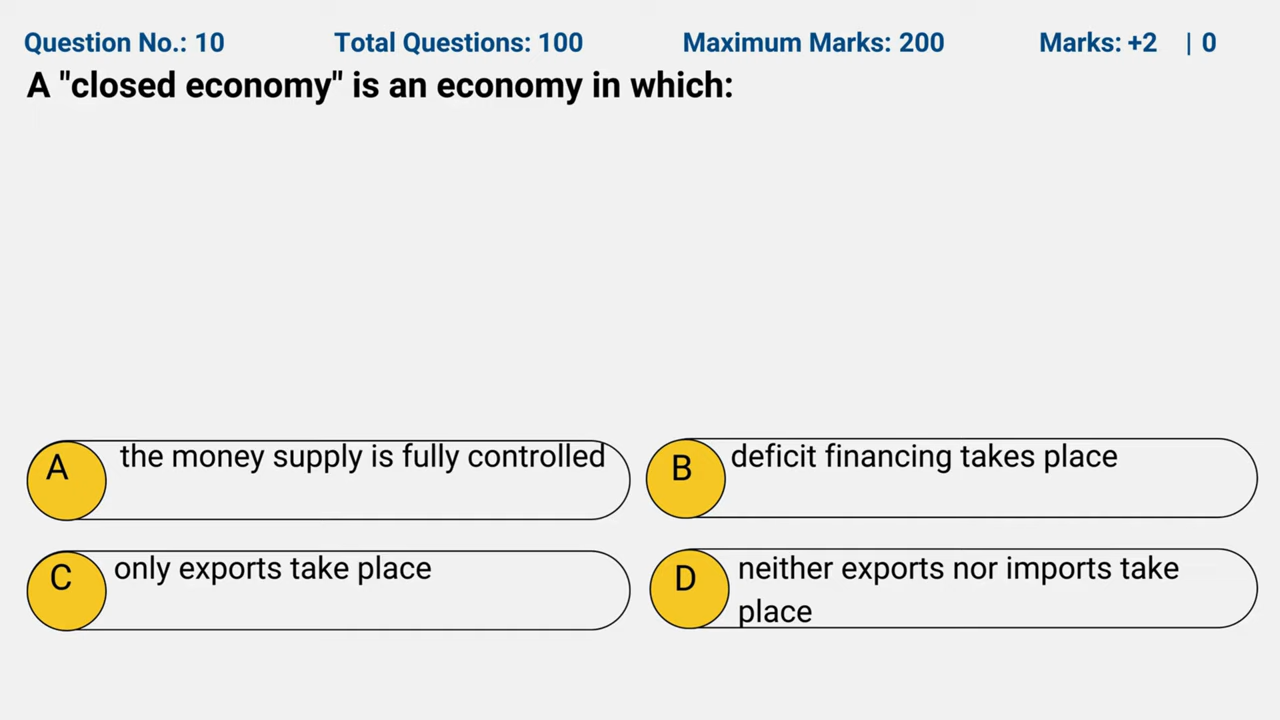 Question No.: 10 Total Questions: 100 Maximum Marks: 200 Marks: +2 | 0
A "closed economy" is an economy in which:
A the money supply is fully controlled
B deficit financing takes place
C only exports take place
D neither exports nor imports take
place